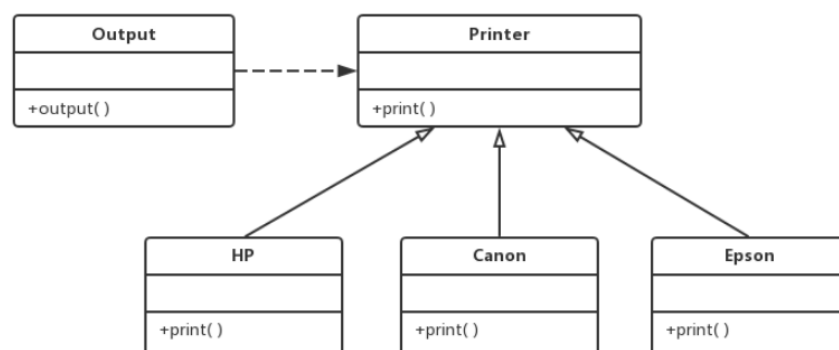 Output
Printer
+output( )
+print( )
HP
Canon
Epson
+print( )
+print( )
+print( )